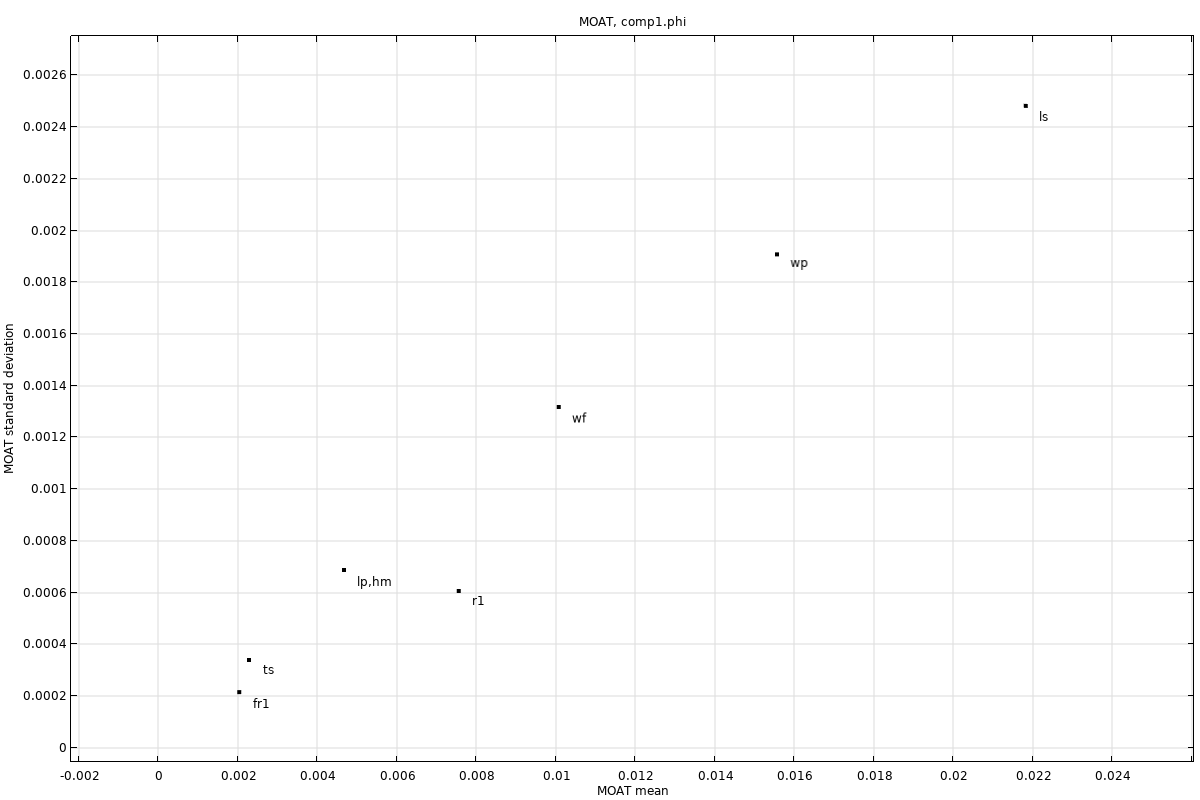 MOAT, comp1.phi
0.0026
0.0024
ls
0.0022
0.002
wp
0.0018
0.0016
MOAT standard deviation
0.0014
wf
0.0012
0.001
0.0008
lp,hm
0.0006
r1
0.0004
ts
0.0002
fr1
0
-0.002 0 0.002 0.004 0.006 0.008 0.01 0.012 0.014 0.016 0.018 0.02 0.022 0.024
MOAT mean